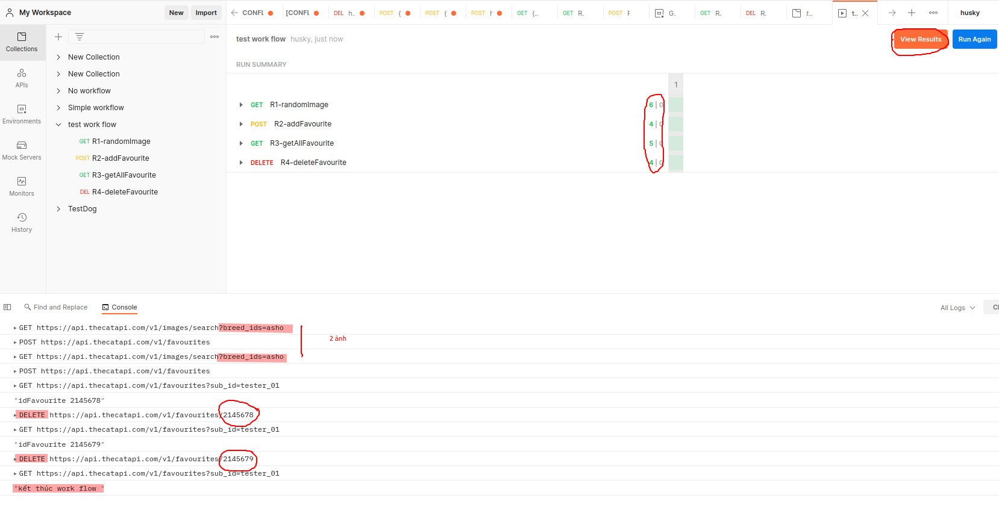 My Workspace
New
Import
CONFL
[CONFL
DEL h.
POST {
POST {
POST h
GET {..
GET R.
POST F
G.
GET R.
DEL R.
t...
t..
husky
Collections
APIs
Environments
Mock Servers
Monitors
History
New Collection
New Collection
No workflow
Simple workflow
test work flow
GET R1-randomImage
POST R2-addFavourite
GET R3-getAllFavourite
DEL R4-deleteFavourite
TestDog
test work flow husky, just now
View Results
Run Again
RUN SUMMARY
1
GET R1-randomImage 6 | 0
POST R2-addFavourite 4 | 0
GET R3-getAllFavourite 5 | 0
DELETE R4-deleteFavourite 4 | 0
Find and Replace
Console
All Logs
GET https://api.thecatapi.com/v1/images/search?breed_ids=asho
2 ảnh
POST https://api.thecatapi.com/v1/favourites
GET https://api.thecatapi.com/v1/images/search?breed_ids=asho
POST https://api.thecatapi.com/v1/favourites
GET https://api.thecatapi.com/v1/favourites?sub_id=tester_01
"idFavourite 2145678"
DELETE https://api.thecatapi.com/v1/favourites/2145678
GET https://api.thecatapi.com/v1/favourites?sub_id=tester_01
"idFavourite 2145679"
DELETE https://api.thecatapi.com/v1/favourites/2145679
GET https://api.thecatapi.com/v1/favourites?sub_id=tester_01
"kết thúc work flow "